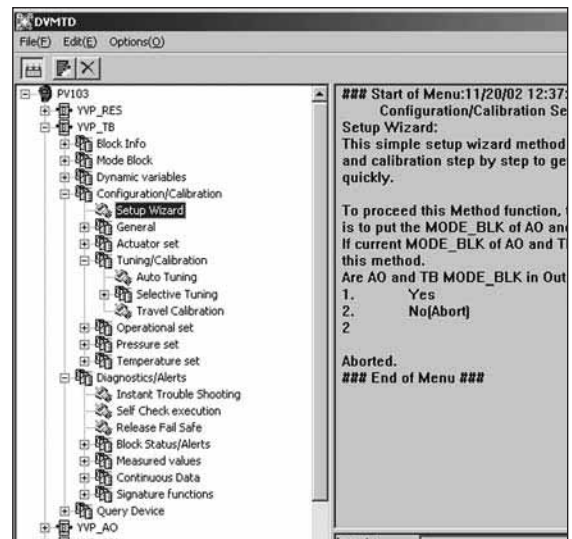 DVMTD
File(F) Edit(E) Options(O)
PV103
YVP_RES
YVP_TB
Block Info
Mode Block
Dynamic variables
Configuration/Calibration
Setup Wizard
General
Actuator set
Tuning/Calibration
Auto Tuning
Selective Tuning
Travel Calibration
Operational set
Pressure set
Temperature set
Diagnostics/Alerts
Instant Trouble Shooting
Self Check execution
Release Fail Safe
Block Status/Alerts
Measured values
Continuous Data
Signature functions
Query Device
YVP_AO
### Start of Menu:11/20/02 12:37:
Configuration/Calibration Se
Setup Wizard:
This simple setup wizard method
and calibration step by step to ge
quickly.
To proceed this Method function,
is to put the MODE_BLK of AO an
If current MODE_BLK of AO and T
this method.
Are AO and TB MODE_BLK in Out
1. Yes
2. No(Abort)
2
Aborted.
### End of Menu ###